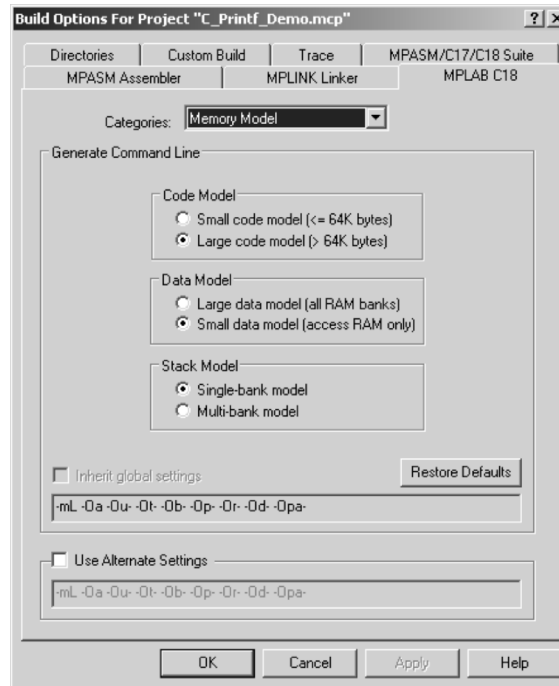 Build Options For Project "C_Printf_Demo.mcp"
? x
Directories Custom Build Trace MPASM/C17/C18 Suite
MPASM Assembler MPLINK Linker MPLAB C18
Categories: Memory Model
Generate Command Line
Code Model
Small code model (<= 64K bytes)
Large code model (> 64K bytes)
Data Model
Large data model (all RAM banks)
Small data model (access RAM only)
Stack Model
Single-bank model
Multi-bank model
Inherit global settings Restore Defaults
-mL -Oa -Ou- -Ot- -Ob- -Op- -Or- -Od- -Opa-
Use Alternate Settings
-mL -Oa -Ou- -Ot- -Ob- -Op- -Or- -Od- -Opa-
OK Cancel Apply Help